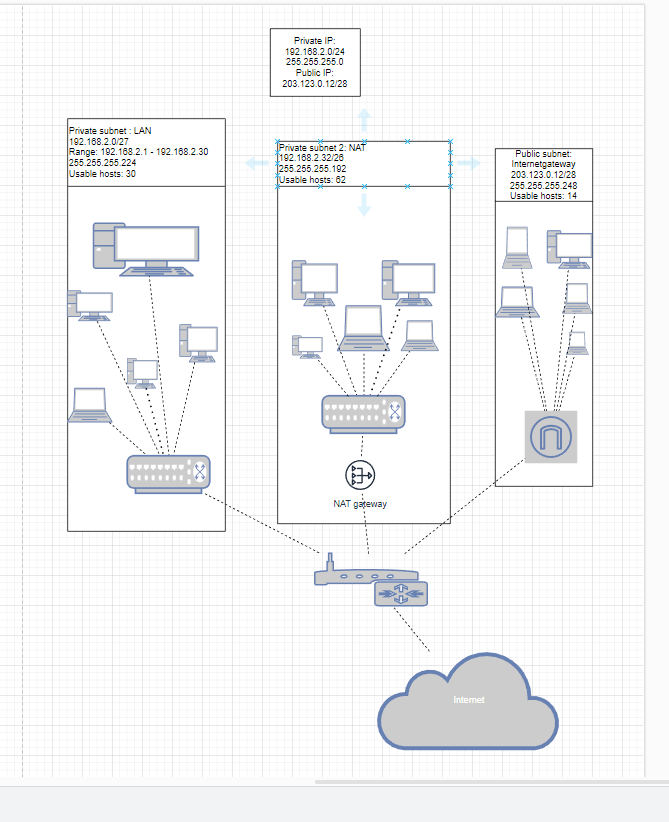 Private IP:
192.168.2.0/24
255.255.255.0
Public IP:
203.123.0.12/28
Private subnet : LAN
192.168.2.0/27
Range: 192.168.2.1 - 192.168.2.30
255.255.255.224
Usable hosts: 30
Private subnet 2: NAT
192.168.2.32/26
255.255.255.192
Usable hosts: 62
Public subnet:
Internetgateway
203.123.0.12/28
255.255.255.248
Usable hosts: 14
NAT gateway
Internet